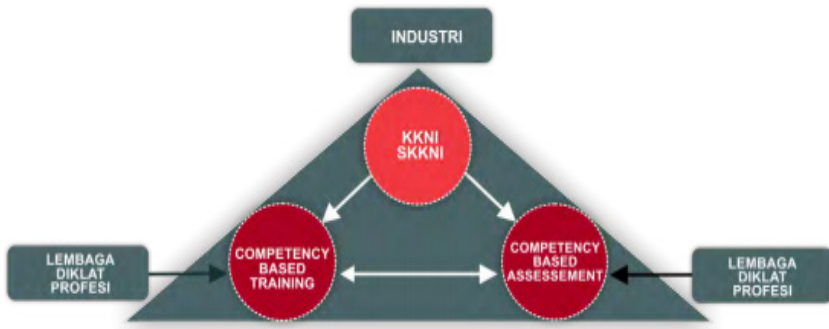 INDUSTRI
KKNI
SKKNI
COMPETENCY
BASED
TRAINING
COMPETENCY
BASED
ASSESSEMENT
LEMBAGA
DIKLAT
PROFESI
LEMBAGA
DIKLAT
PROFESI